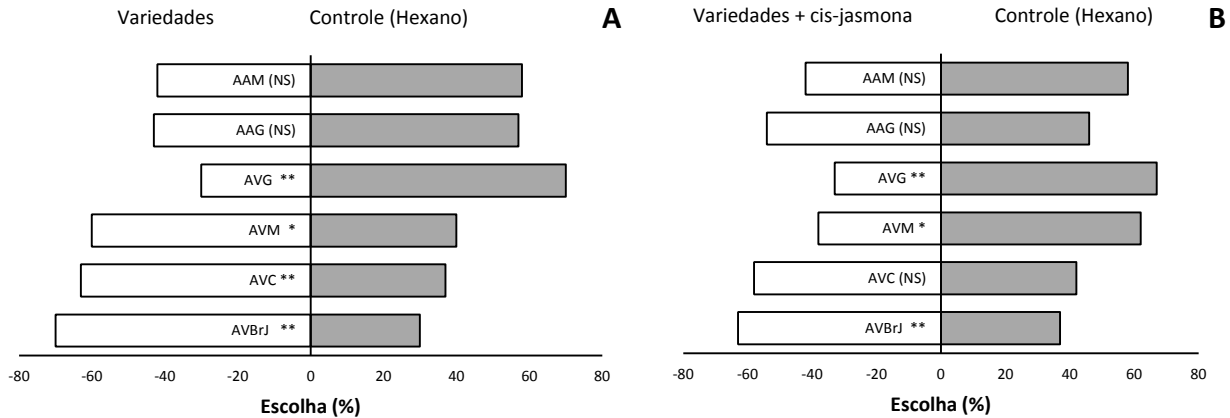 Variedades Controle (Hexano) A
AAM (NS)
AAG (NS)
AVG **
AVM *
AVC **
AVBrJ **
-80 -60 -40 -20 0 20 40 60 80
Escolha (%)
Variedades + cis-jasmona Controle (Hexano) B
AAM (NS)
AAG (NS)
AVG **
AVM *
AVC (NS)
AVBrJ **
-80 -60 -40 -20 0 20 40 60 80
Escolha (%)